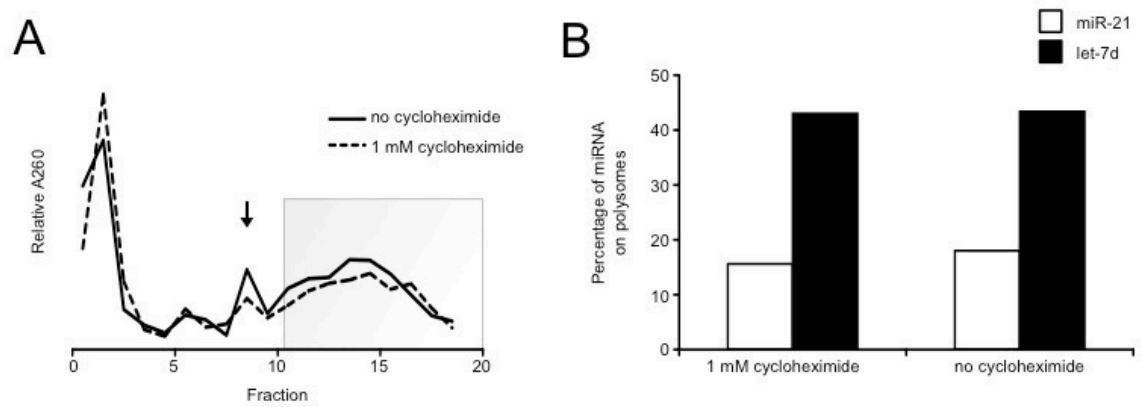 A
Relative A260
no cycloheximide
1 mM cycloheximide
0 5 10 15 20
Fraction
B
miR-21
let-7d
Percentage of miRNA
on polysomes
50
40
30
20
10
0
1 mM cycloheximide no cycloheximide